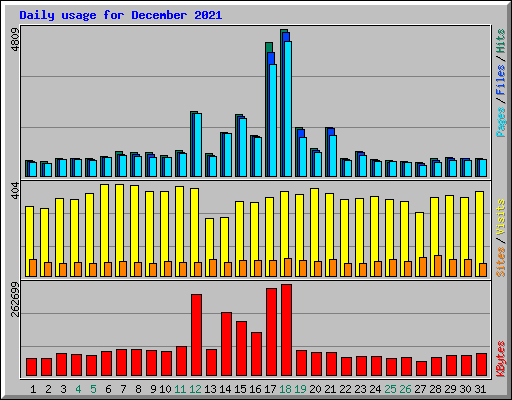 Daily usage for December 2021
4809
Pages / Files / Hits
404
Sites / Visits
262699
KBytes
1 2 3 4 5 6 7 8 9 10 11 12 13 14 15 16 17 18 19 20 21 22 23 24 25 26 27 28 29 30 31